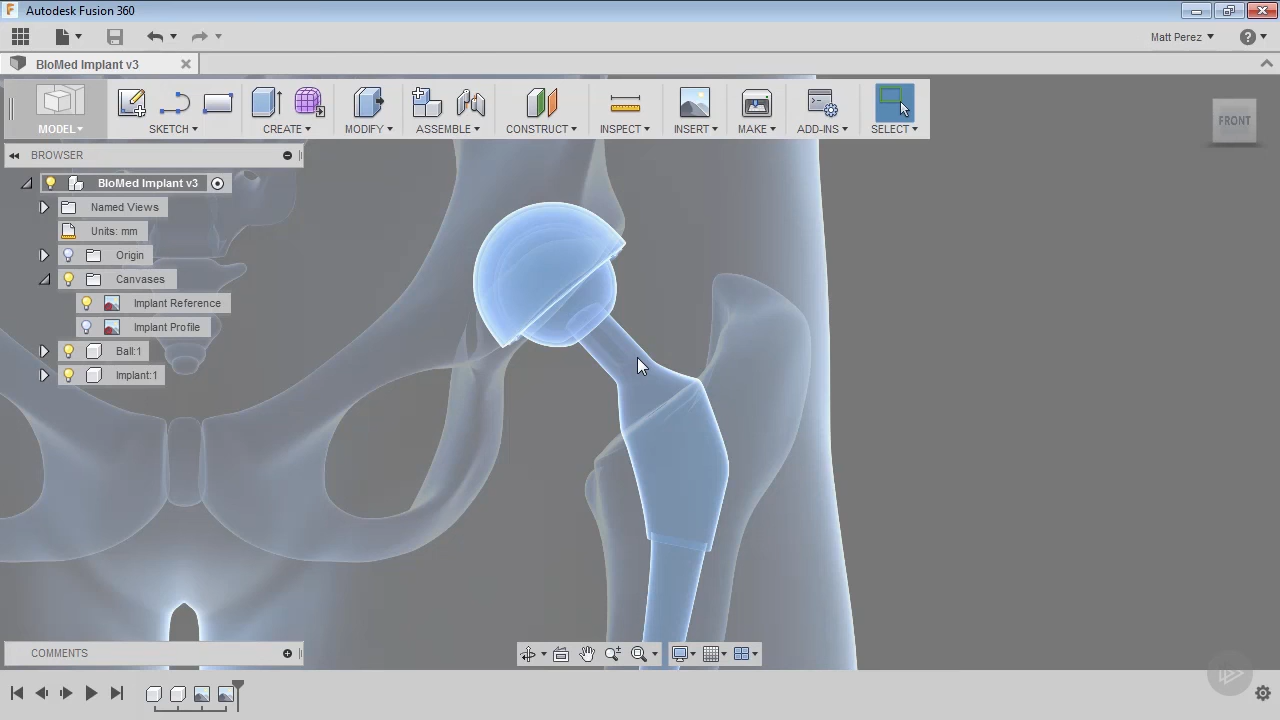 Autodesk Fusion 360
Matt Perez
BIoMed Implant v3
MODEL
SKETCH
CREATE
MODIFY
ASSEMBLE
CONSTRUCT
INSPECT
INSERT
MAKE
ADD-INS
SELECT
FRONT
BROWSER
BIoMed Implant v3
Named Views
Units: mm
Origin
Canvases
Implant Reference
Implant Profile
Ball:1
Implant:1
COMMENTS